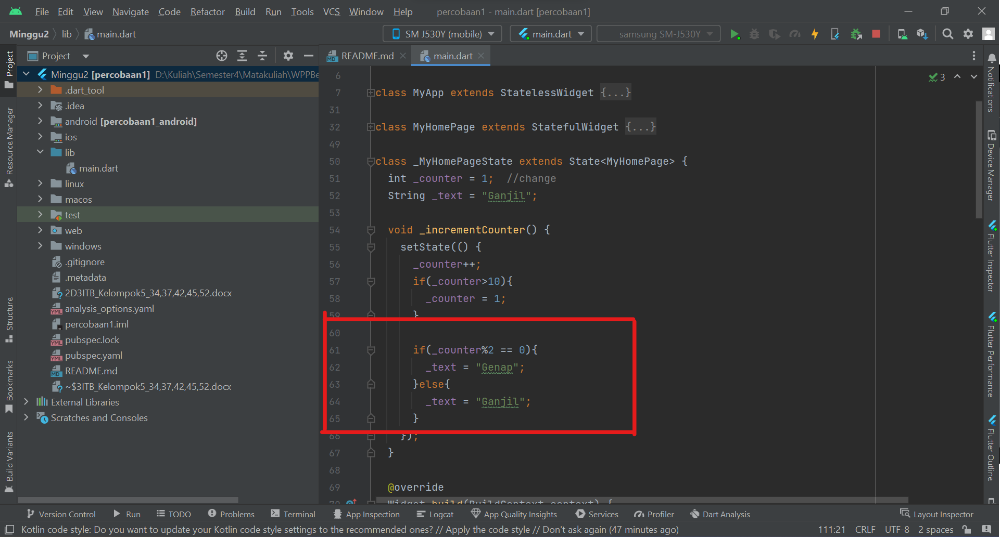 File Edit View Navigate Code Refactor Build Run Tools VCS Window Help percobaan1 - main.dart [percobaan1]
Minggu2 lib main.dart SM J530Y (mobile) main.dart samsung SM-J530Y
Project
README.md main.dart
Minggu2 [percobaan1] D:\Kuliah\Semester4\Matakuliah\WPPBe
.dart_tool
.idea
android [percobaan1_android]
ios
lib
main.dart
linux
macos
test
web
windows
.gitignore
.metadata
2D3ITB_Kelompok5_34,37,42,45,52.docx
analysis_options.yaml
percobaan1.iml
pubspec.lock
pubspec.yaml
README.md
~$3ITB_Kelompok5_34,37,42,45,52.docx
External Libraries
Scratches and Consoles
Project
Resource Manager
Structure
Bookmarks
Build Variants
3
6
7 class MyApp extends StatelessWidget {...}
31
32 class MyHomePage extends StatefulWidget {...}
49
50 class _MyHomePageState extends State<MyHomePage> {
51 int _counter = 1; //change
52 String _text = "Ganjil";
53
54 void _incrementCounter() {
55 setState(() {
56 _counter++;
57 if(_counter>10){
58 _counter = 1;
59 }
60
61 if(_counter%2 == 0){
62 _text = "Genap";
63 }else{
64 _text = "Ganjil";
65 }
66 });
67 }
68
69 @override
70 Widget build(BuildContext context) {
Notifications
Device Manager
Flutter Inspector
Flutter Performance
Flutter Outline
Version Control Run TODO Problems Terminal App Inspection Logcat App Quality Insights Services Profiler Dart Analysis Layout Inspector
Kotlin code style: Do you want to update your Kotlin code style settings to the recommended ones? // Apply the code style // Don't ask again (47 minutes ago) 111:21 CRLF UTF-8 2 spaces